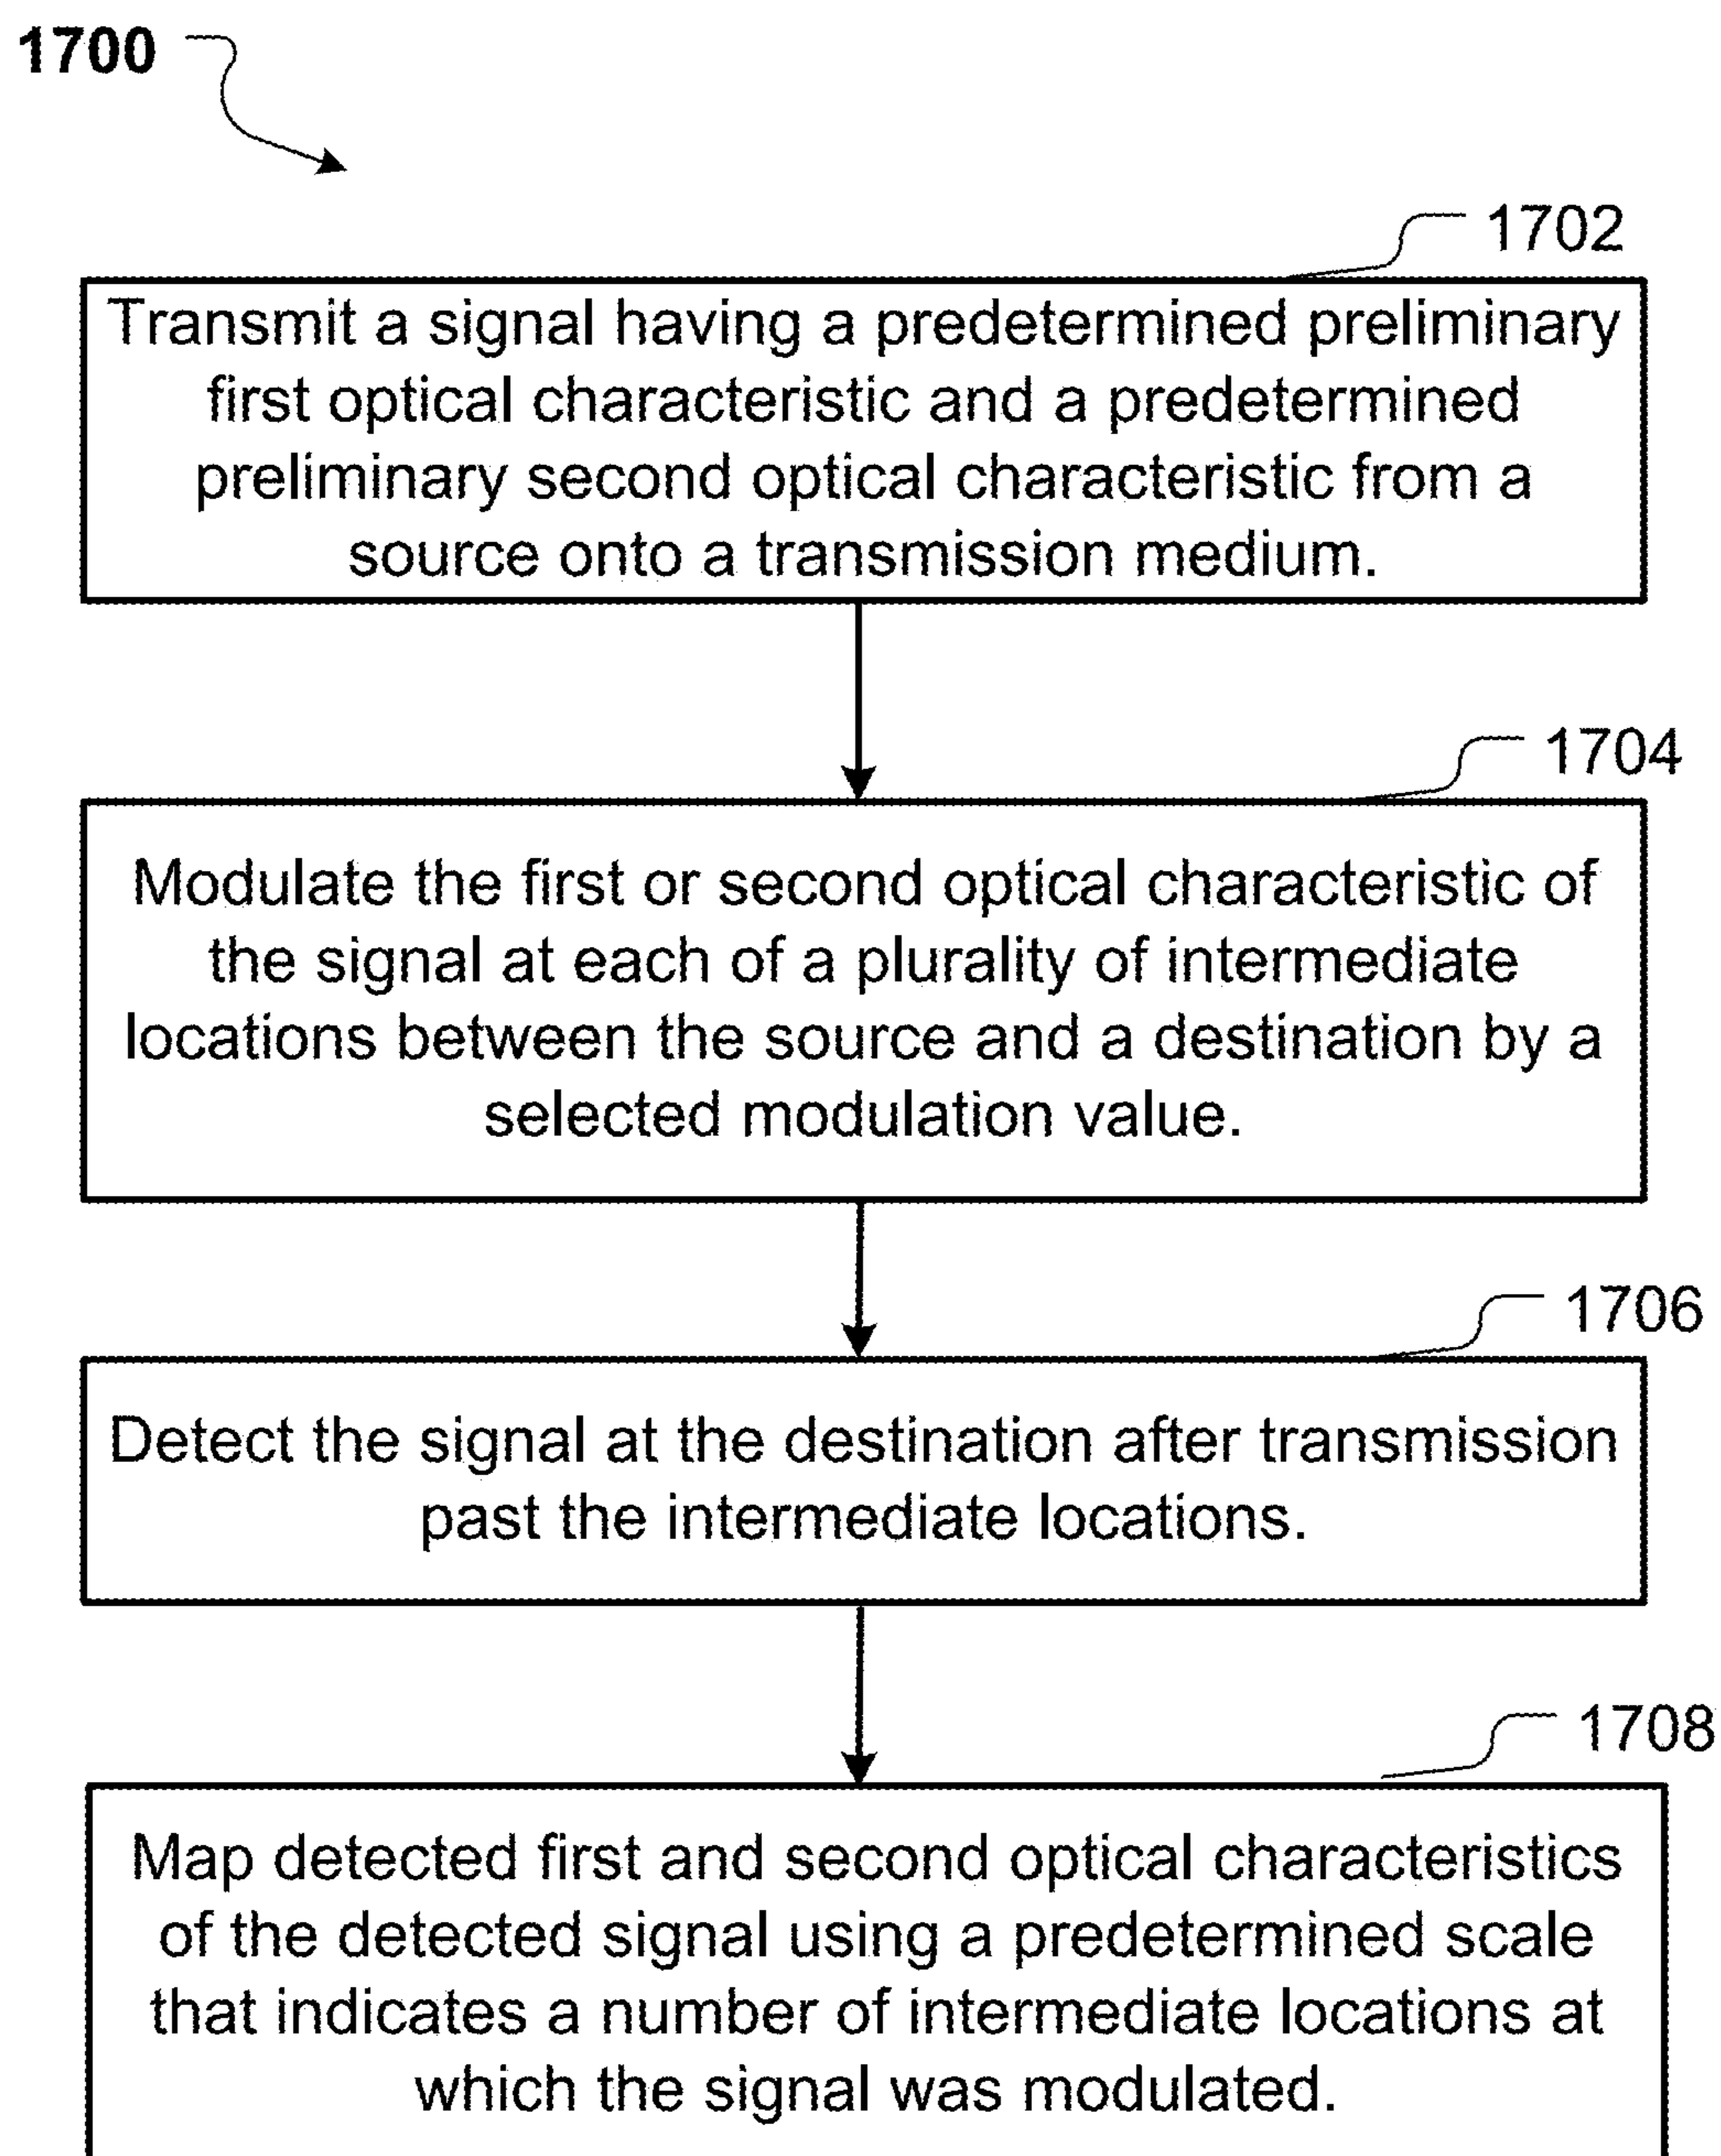 1700
1702
Transmit a signal having a predetermined preliminary
first optical characteristic and a predetermined
preliminary second optical characteristic from a
source onto a transmission medium.
1704
Modulate the first or second optical characteristic of
the signal at each of a plurality of intermediate
locations between the source and a destination by a
selected modulation value.
1706
Detect the signal at the destination after transmission
past the intermediate locations.
1708
Map detected first and second optical characteristics
of the detected signal using a predetermined scale
that indicates a number of intermediate locations at
which the signal was modulated.